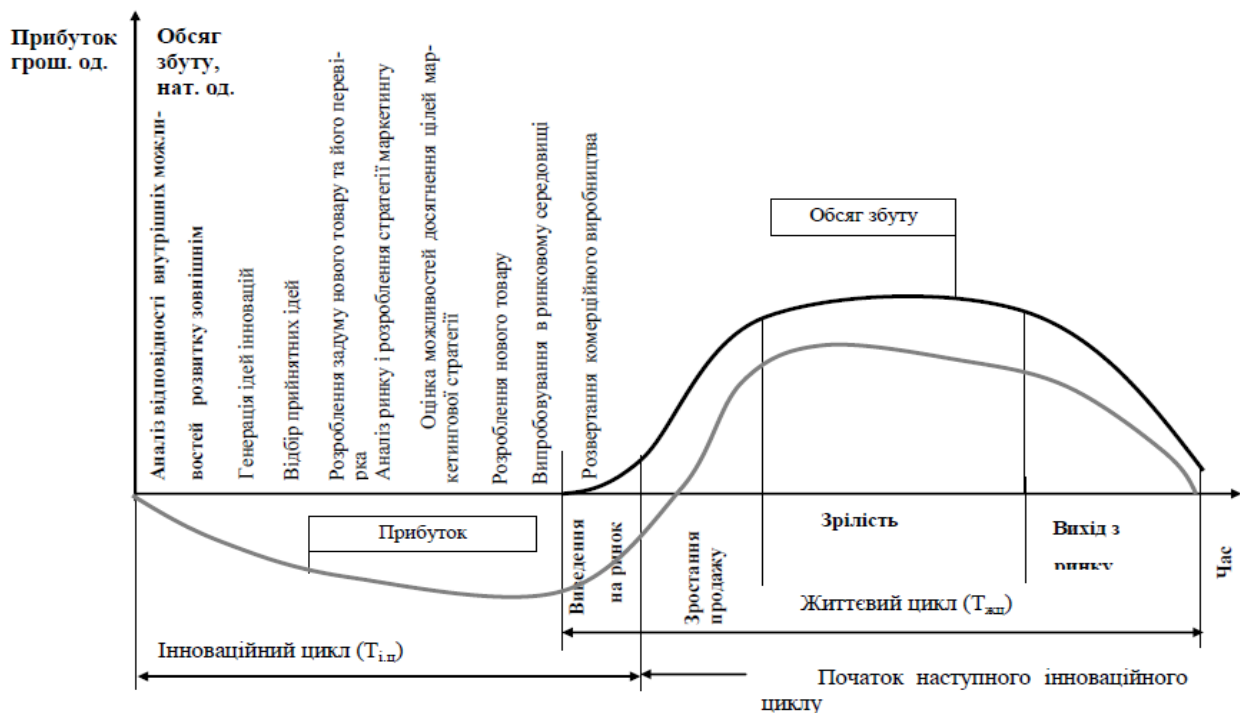 Прибуток
грош. од.
Обсяг
збуту,
нат. од.
Аналіз відповідності внутрішніх можли-
востей розвитку зовнішнім
Генерація ідей інновацій
Відбір прийнятних ідей
Розроблення задуму нового товару та його переві-
рка
Аналіз ринку і розроблення стратегії маркетингу
Оцінка можливостей досягнення цілей мар-
кетингової стратегії
Розроблення нового товару
Випробовування в ринковому середовищі
Розвертання комерційного виробництва
Обсяг збуту
Прибуток
Виведення
на ринок
Зростання
продажу
Зрілість
Вихід з
ринку
Час
Життєвий цикл (Тжц)
Інноваційний цикл (Ті.ц)
Початок наступного інноваційного
циклу